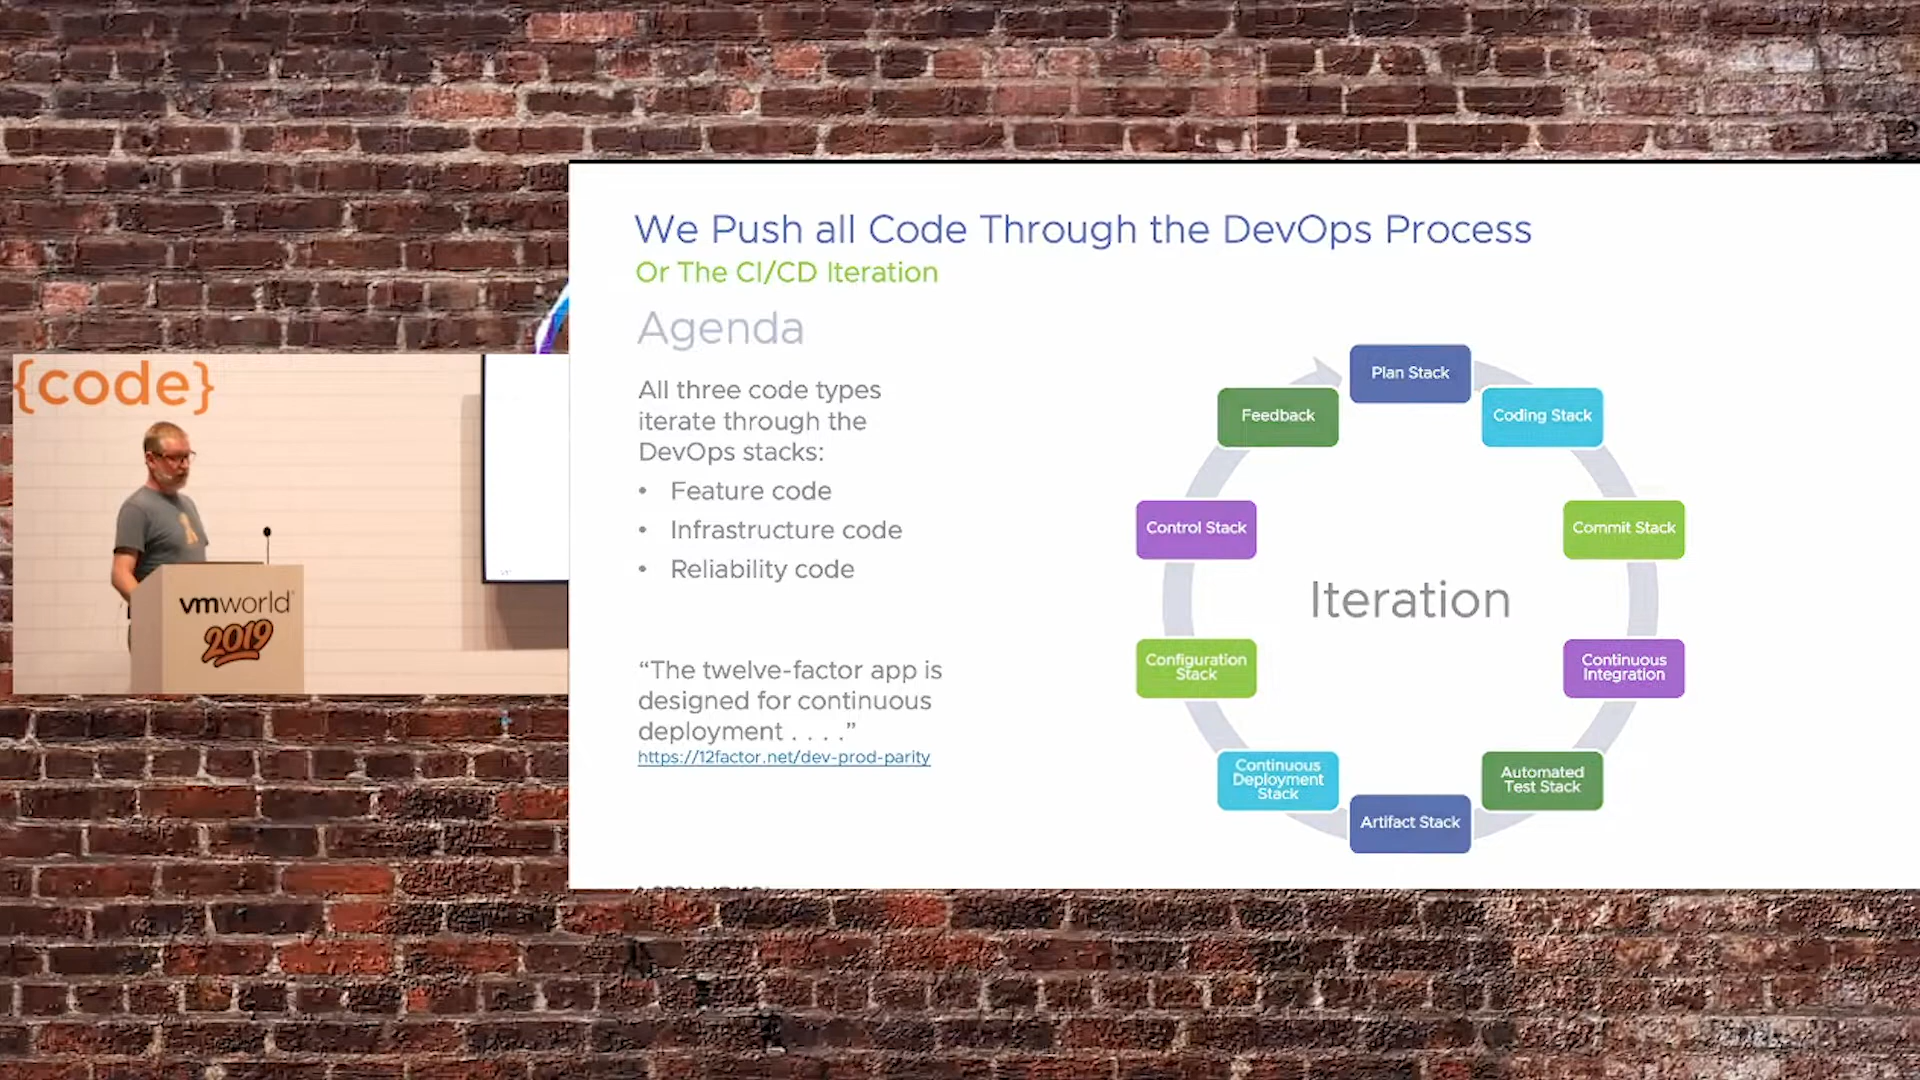 {code}
vmworld
2019
We Push all Code Through the DevOps Process
Or The CI/CD Iteration
Agenda
All three code types
iterate through the
DevOps stacks:
• Feature code
• Infrastructure code
• Reliability code
“The twelve-factor app is
designed for continuous
deployment . . . .”
https://12factor.net/dev-prod-parity
Plan Stack
Coding Stack
Commit Stack
Continuous
Integration
Automated
Test Stack
Artifact Stack
Continuous
Deployment
Stack
Configuration
Stack
Control Stack
Feedback
Iteration